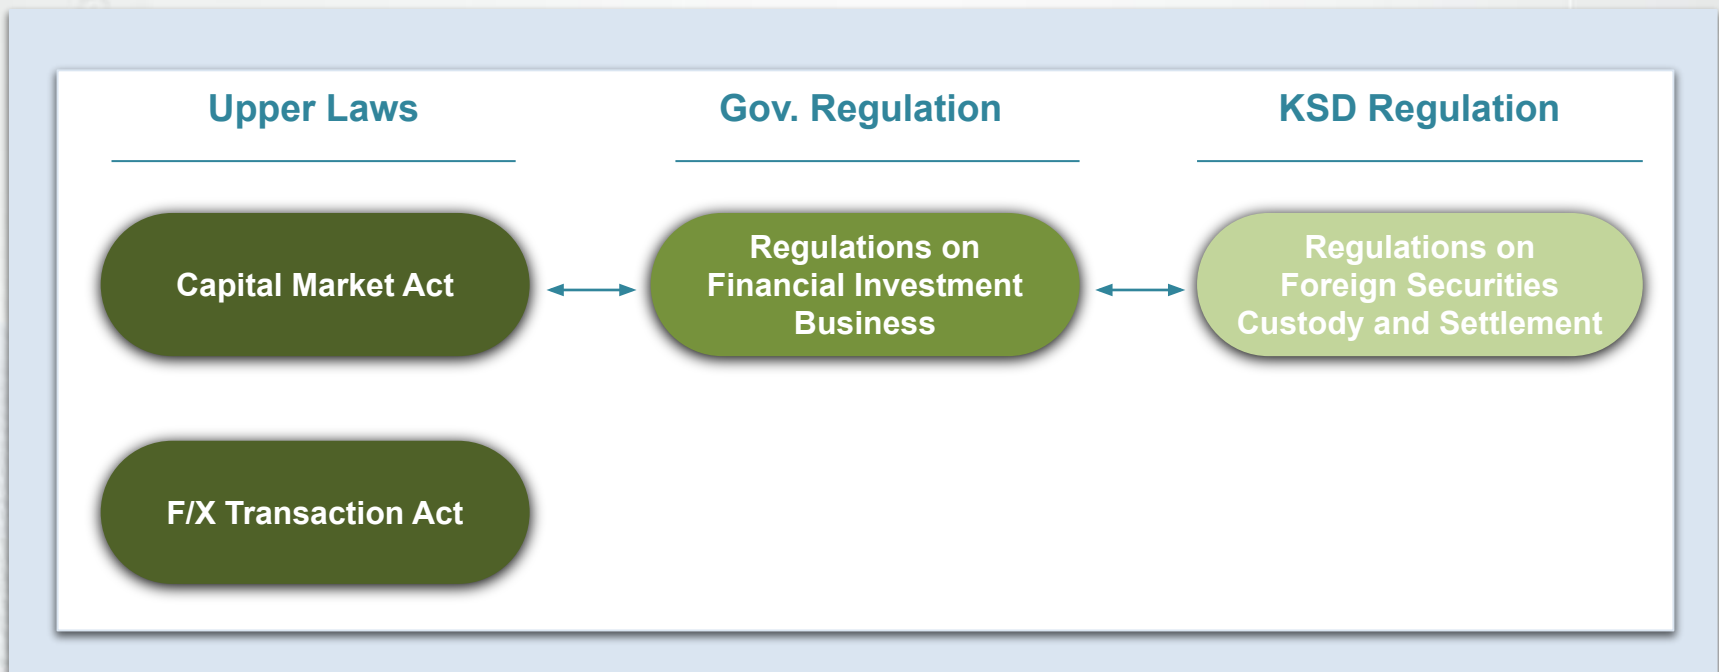 Upper Laws
Gov. Regulation
KSD Regulation
Capital Market Act
Regulations on
Financial Investment
Business
Regulations on
Foreign Securities
Custody and Settlement
F/X Transaction Act